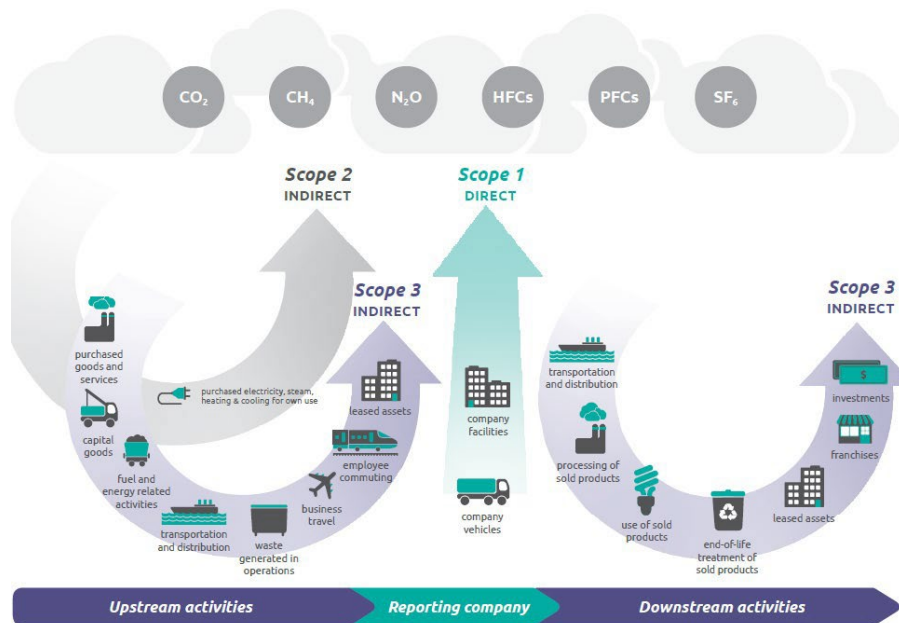 CO₂ CH₄ N₂O HFCs PFCs SF₆
Scope 2
INDIRECT
Scope 1
DIRECT
Scope 3
INDIRECT
Scope 3
INDIRECT
purchased
goods and
services
capital
goods
fuel and
energy related
activities
purchased electricity, steam,
heating & cooling for own use
transportation
and distribution
waste
generated in
operations
business
travel
employee
commuting
leased assets
company
facilities
company
vehicles
transportation
and distribution
processing of
sold products
use of sold
products
end-of-life
treatment of
sold products
leased assets
franchises
$
investments
Upstream activities
Reporting company
Downstream activities